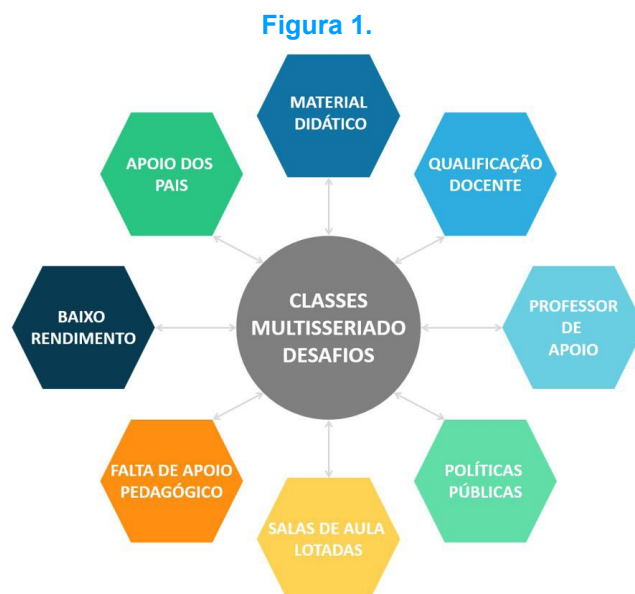 Figura 1.
MATERIAL
DIDÁTICO
QUALIFICAÇÃO
DOCENTE
PROFESSOR
DE
APOIO
POLÍTICAS
PÚBLICAS
SALAS DE AULA
LOTADAS
FALTA DE APOIO
PEDAGÓGICO
BAIXO
RENDIMENTO
APOIO DOS
PAIS
CLASSES
MULTISSERIADO
DESAFIOS